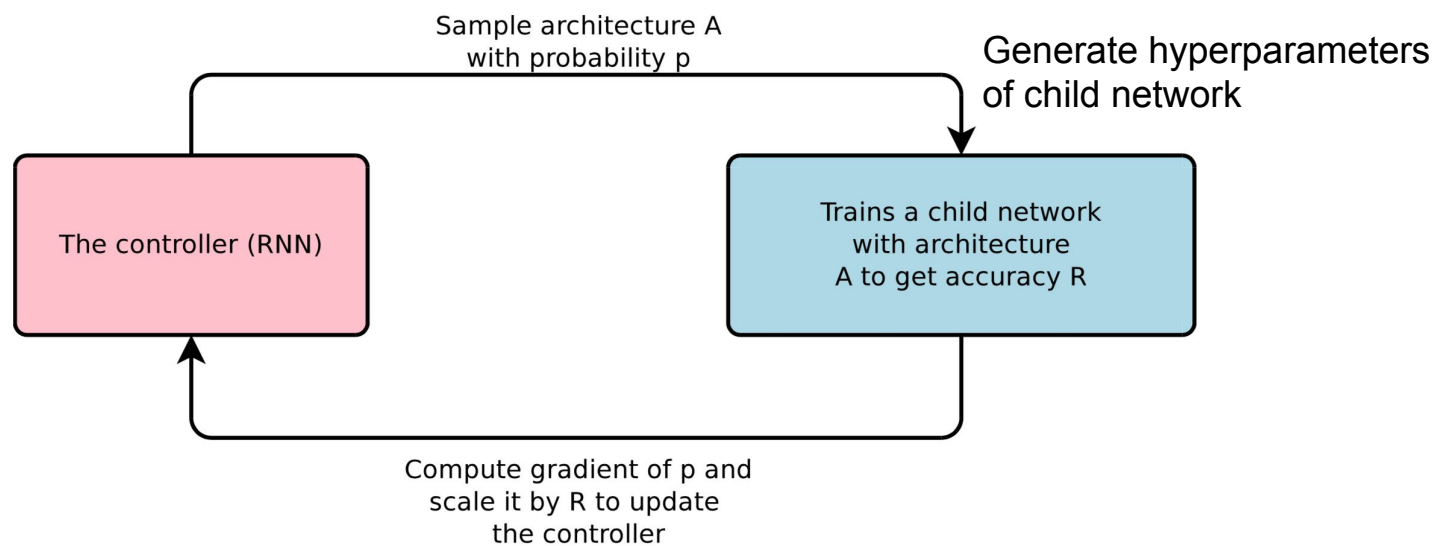 Sample architecture A
with probability p
Generate hyperparameters
of child network
The controller (RNN)
Trains a child network
with architecture
A to get accuracy R
Compute gradient of p and
scale it by R to update
the controller